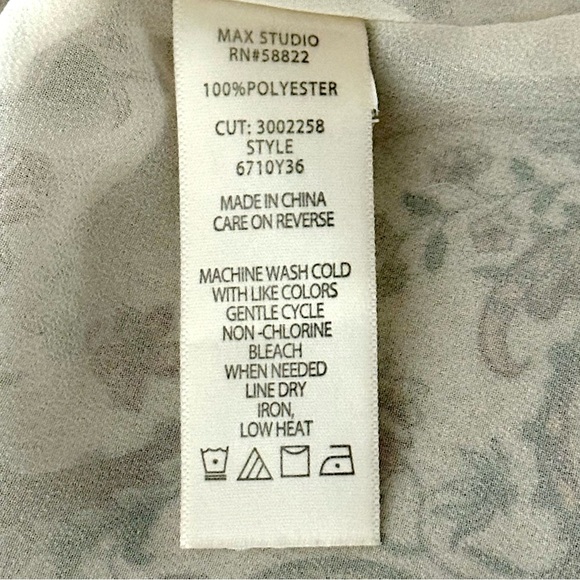 MAX STUDIO
RN#58822
100%POLYESTER
CUT: 3002258
STYLE
6710Y36
MADE IN CHINA
CARE ON REVERSE
MACHINE WASH COLD
WITH LIKE COLORS
GENTLE CYCLE
NON-CHLORINE
BLEACH
WHEN NEEDED
LINE DRY
IRON,
LOW HEAT